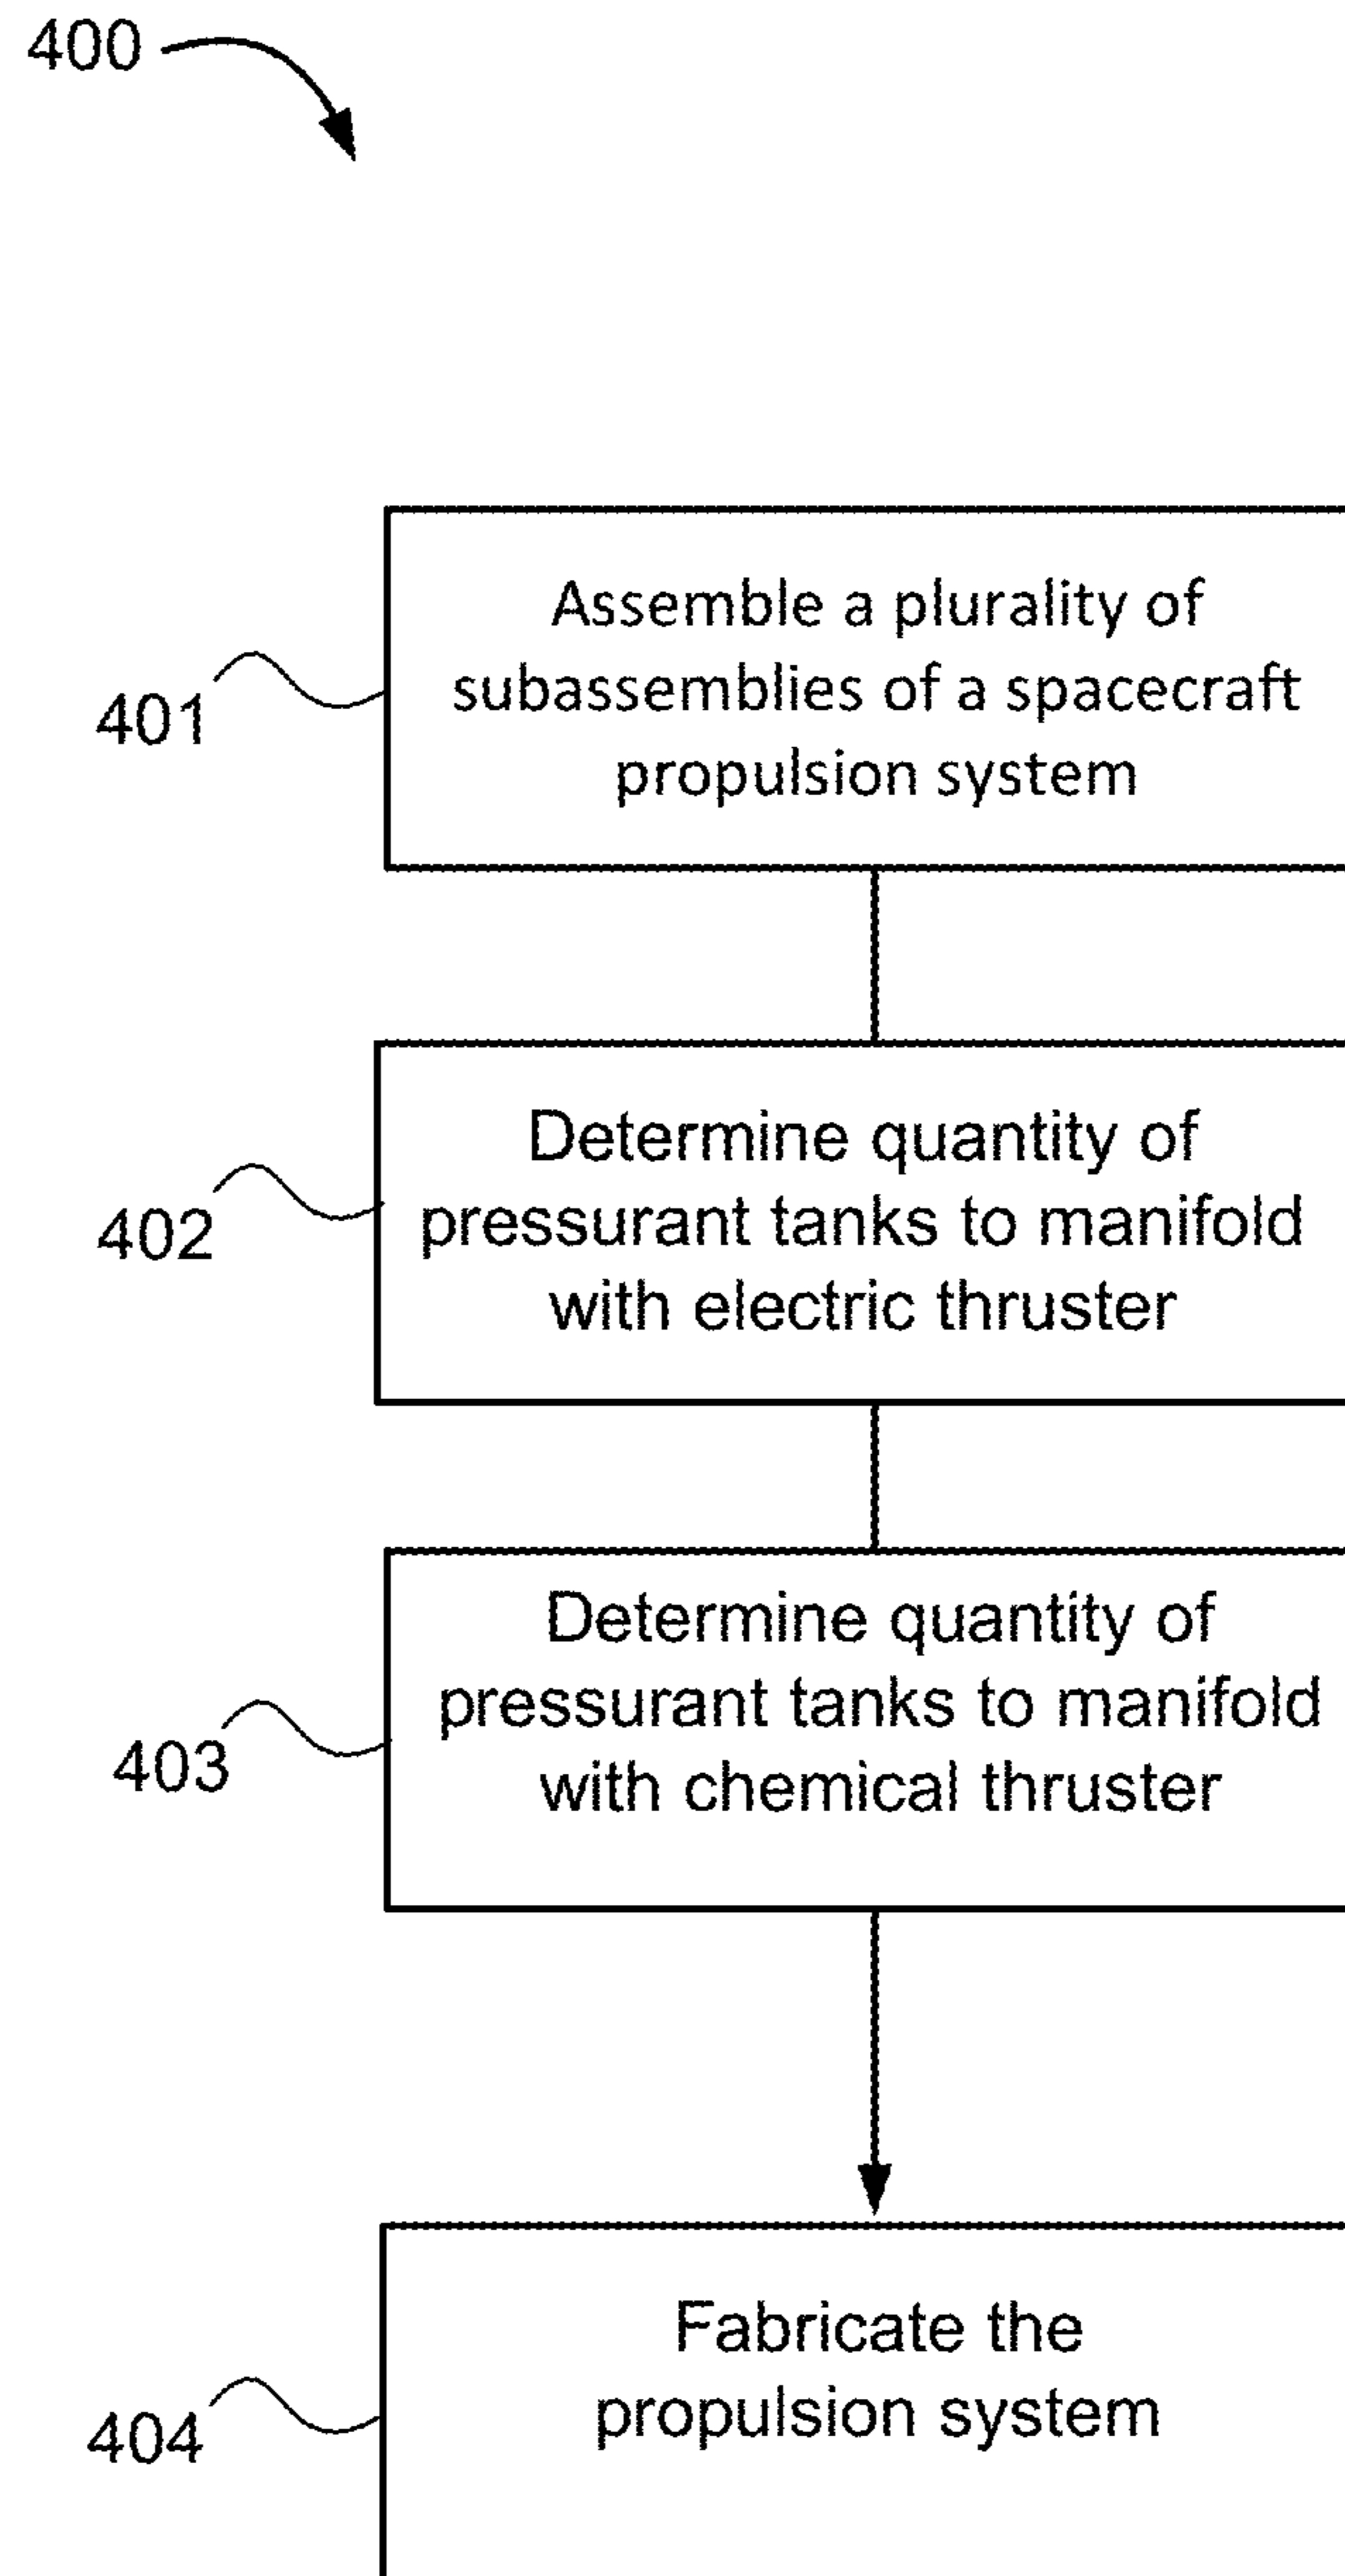 400
Assemble a plurality of
subassemblies of a spacecraft
propulsion system
401
Determine quantity of
pressurant tanks to manifold
with electric thruster
402
Determine quantity of
pressurant tanks to manifold
with chemical thruster
403
Fabricate the
propulsion system
404